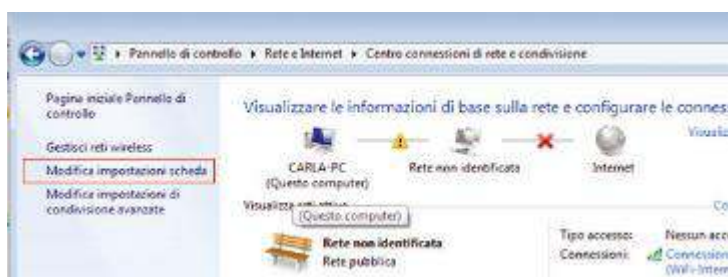 Pannello di controllo ▸ Rete e Internet ▸ Centro connessioni di rete e condivisione
Pagina iniziale Pannello di
controllo
Gestisci reti wireless
Modifica impostazioni scheda
Modifica impostazioni di
condivisione avanzate
Visualizzare le informazioni di base sulla rete e configurare le connes
Visualiz
CARLA-PC
(Questo computer)
Rete non identificata
Internet
Visualizza
Co
(Questo computer)
Rete non identificata
Rete pubblica
Tipo accesso:
Nessun acc
Connessioni:
Connession